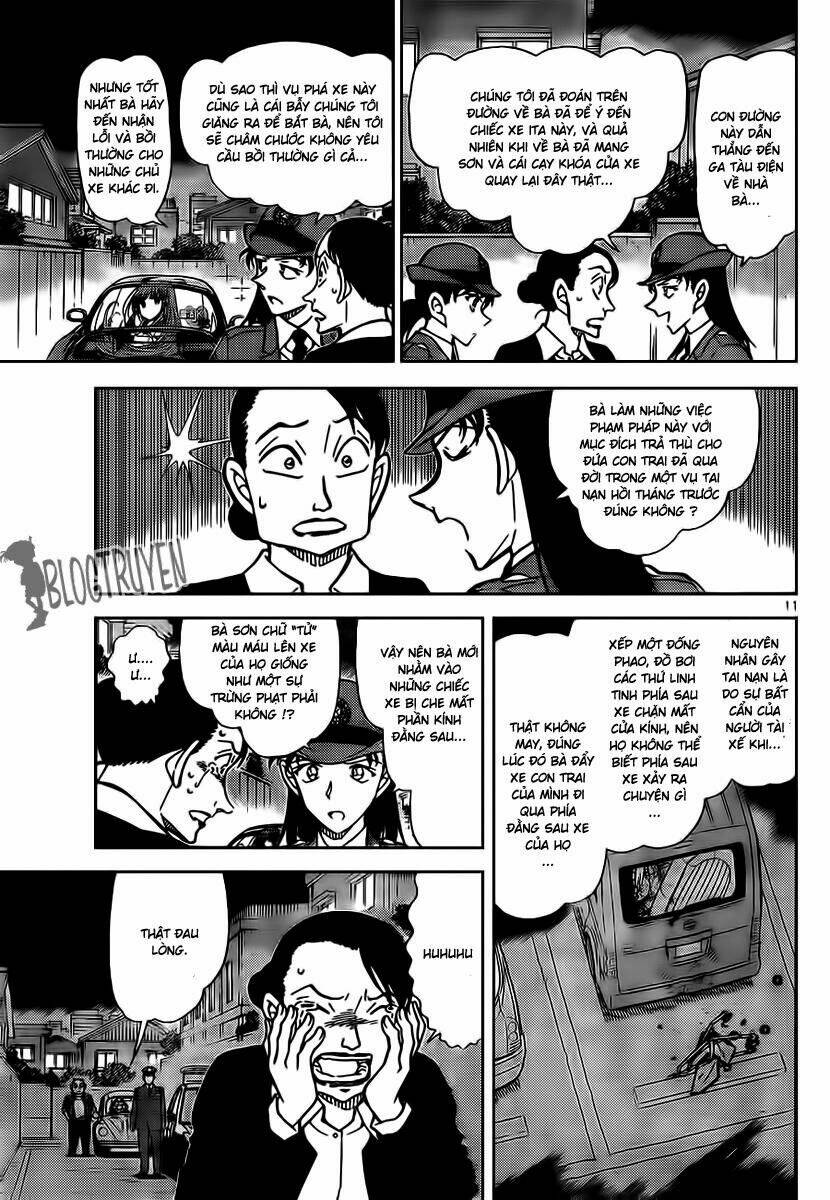 CON ĐƯỜNG
NÀY DẪN
THẲNG ĐẾN
GA TÀU ĐIỆN
VỀ NHÀ
BÀ...
CHÚNG TÔI ĐÃ ĐOÁN TRÊN
ĐƯỜNG VỀ BÀ ĐÃ ĐỂ Ý ĐẾN
CHIẾC XE ITA NÀY, VÀ QUẢ
NHIÊN KHI VỀ BÀ ĐÃ MANG
SƠN VÀ CÁI CẠY KHÓA CỬA XE
QUAY LẠI ĐÂY THẬT...
DÙ SAO THÌ VỤ PHÁ XE NÀY
CŨNG LÀ CÁI BẪY CHÚNG TÔI
GIĂNG RA ĐỂ BẮT BÀ, NÊN TÔI
SẼ CHÂM CHƯỚC KHÔNG YÊU
CẦU BỒI THƯỜNG GÌ CẢ...
NHƯNG TỐT
NHẤT BÀ HÃY
ĐẾN NHẬN
LỖI VÀ BỒI
THƯỜNG CHO
NHỮNG CHỦ
XE KHÁC ĐI.
BÀ LÀM NHỮNG VIỆC
PHẠM PHÁP NÀY VỚI
MỤC ĐÍCH TRẢ THÙ CHO
ĐỨA CON TRAI ĐÃ QUA
ĐỜI TRONG MỘT VỤ TAI
NẠN HỒI THÁNG TRƯỚC
ĐÚNG KHÔNG ?
BLOGTRUYEN
11
NGUYÊN
NHÂN GÂY
TAI NẠN LÀ
DO SỰ BẤT
CẨN CỦA
NGƯỜI TÀI
XẾ KHI...
XẾP MỘT ĐỐNG
PHAO, ĐỒ BƠI
CÁC THỨ LINH
TINH PHÍA SAU
XE CHẮN MẤT
CỬA KÍNH, NÊN
HỌ KHÔNG THỂ
BIẾT PHÍA SAU
XE XẢY RA
CHUYỆN GÌ
...
THẬT KHÔNG
MAY, ĐÚNG
LÚC ĐÓ BÀ ĐẨY
XE CON TRAI
CỦA MÌNH ĐI
QUA PHÍA
ĐẰNG SAU XE
CỦA HỌ
...
VẬY NÊN BÀ MỚI
NHẰM VÀO
NHỮNG CHIẾC
XE BỊ CHE MẤT
PHẦN KÍNH
ĐẰNG SAU...
BÀ SƠN CHỮ "TỬ"
MÀU MÁU LÊN XE
CỦA HỌ GIỐNG
NHƯ MỘT SỰ
TRỪNG PHẠT PHẢI
KHÔNG !?
Ư....
Ư...
HUHUHU
THẬT ĐAU
LÒNG.